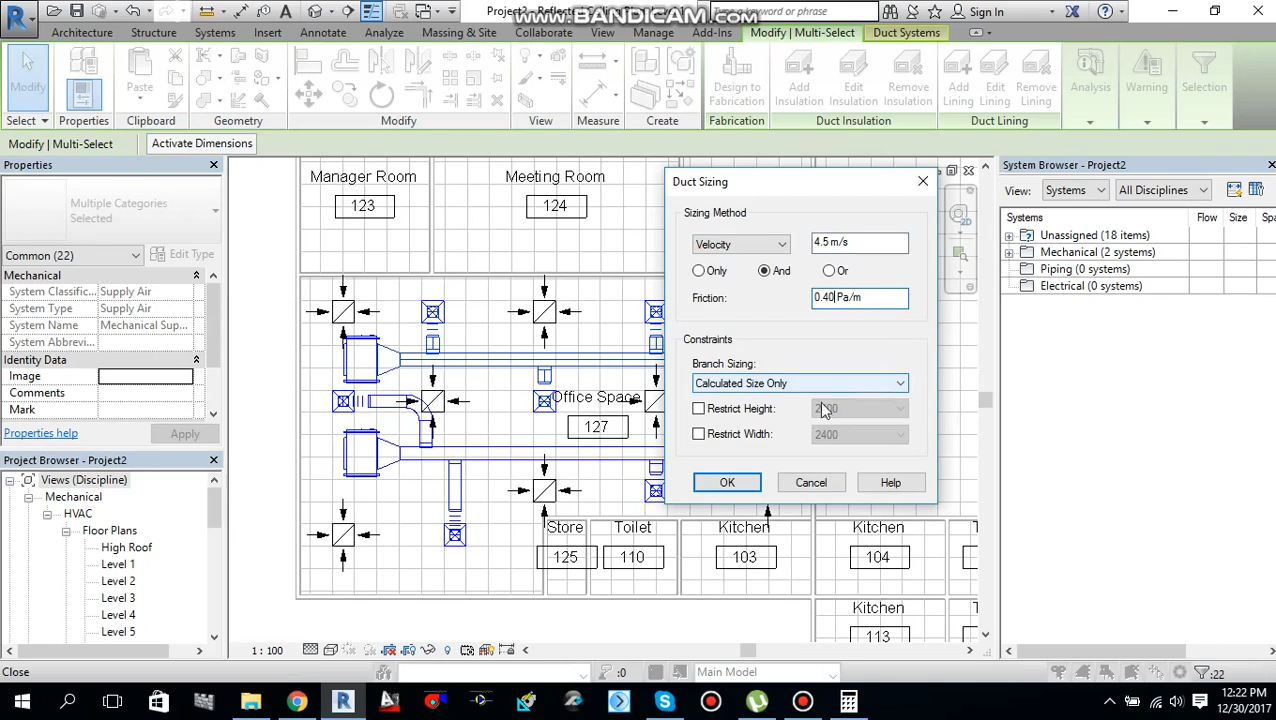 Project2 - Reflected Ceiling Plan:
www.BANDICAM.com
Type a keyword or phrase
Sign In
Architecture Structure Systems Insert Annotate Analyze Massing & Site Collaborate View Manage Add-Ins Modify | Multi-Select Duct Systems
Modify Paste Design to Fabrication Add Insulation Edit Insulation Remove Insulation Add Lining Edit Lining Remove Lining Analysis Warning Selection
Select Properties Clipboard Geometry Modify View Measure Create Fabrication Duct Insulation Duct Lining
Modify | Multi-Select Activate Dimensions
Properties
Multiple Categories
Selected
Common (22) Edit Type
Mechanical
System Classific...
Supply Air
System Type
Supply Air
System Name
Mechanical Sup...
System Abbrevi...
Identity Data
Image
Comments
Mark
Properties help
Apply
Project Browser - Project2
Views (Discipline)
Mechanical
HVAC
Floor Plans
High Roof
Level 1
Level 2
Level 3
Level 4
Level 5
Manager Room
123
Meeting Room
124
Office Space
127
Store
125
Toilet
110
Kitchen
103
Kitchen
104
Kitchen
113
T
Duct Sizing
Sizing Method
Velocity
4.5 m/s
Only And Or
Friction:
0.40 Pa/m
Constraints
Branch Sizing:
Calculated Size Only
Restrict Height:
Restrict Width:
2400
OK Cancel Help
2D
System Browser - Project2
View: Systems All Disciplines
Systems Flow Size Space
Unassigned (18 items)
Mechanical (2 systems)
Piping (0 systems)
Electrical (0 systems)
1 : 100
Close
:0
Main Model
:22
12:22 PM
12/30/2017